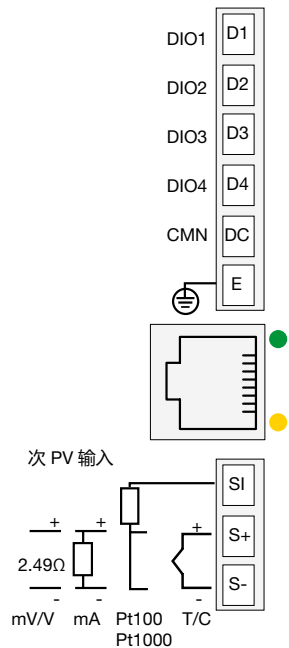 DIO1 D1
DIO2 D2
DIO3 D3
DIO4 D4
CMN DC
E
次 PV 输入
SI
+ + + S+
2.49Ω
- - - S-
mV/V mA Pt100 T/C
Pt1000